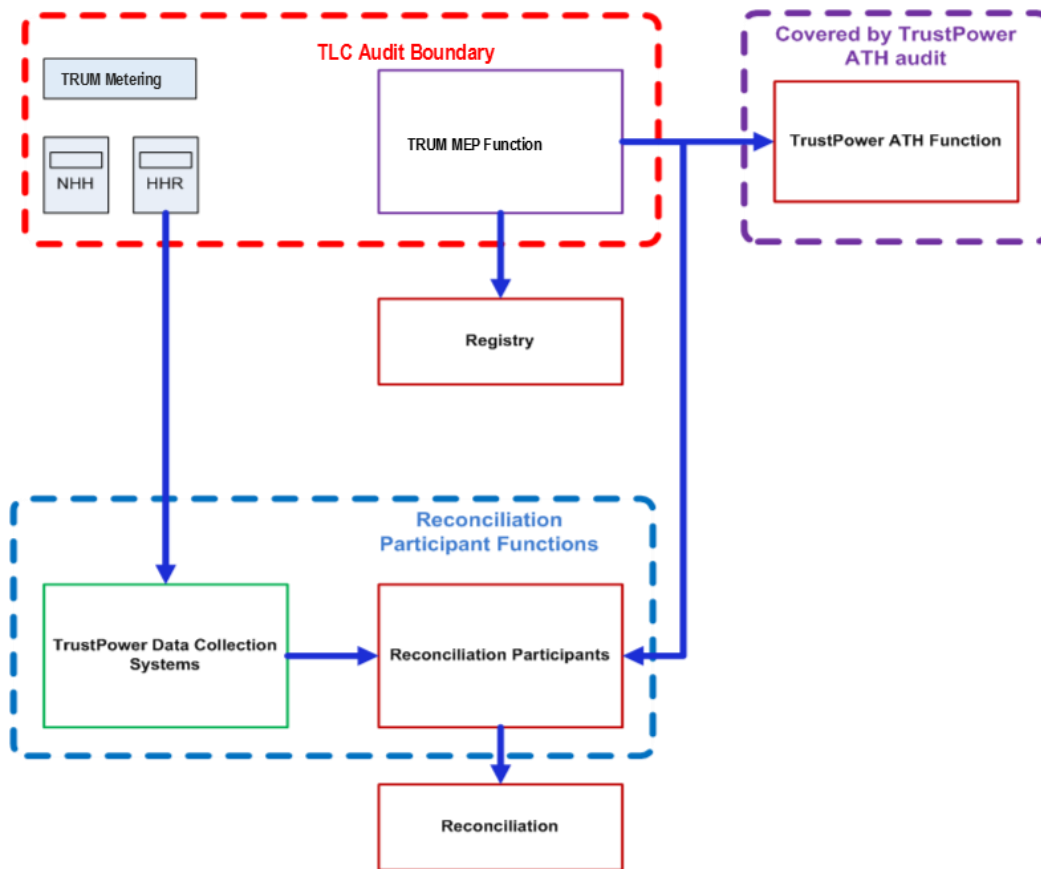 TLC Audit Boundary
TRUM Metering
NHH
HHR
TRUM MEP Function
Covered by TrustPower
ATH audit
TrustPower ATH Function
Registry
Reconciliation
Participant Functions
TrustPower Data Collection
Systems
Reconciliation Participants
Reconciliation